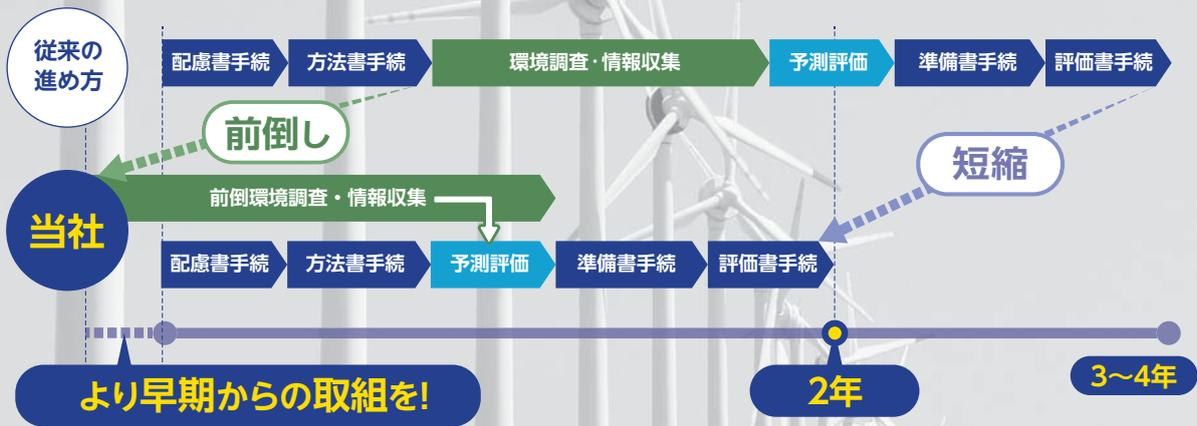 従来の
進め方
配慮書手続
方法書手続
環境調査・情報収集
予測評価
準備書手続
評価書手続
前倒し
短縮
当社
前倒環境調査・情報収集
配慮書手続
方法書手続
予測評価
準備書手続
評価書手続
より早期からの取組を!
2年
3〜4年